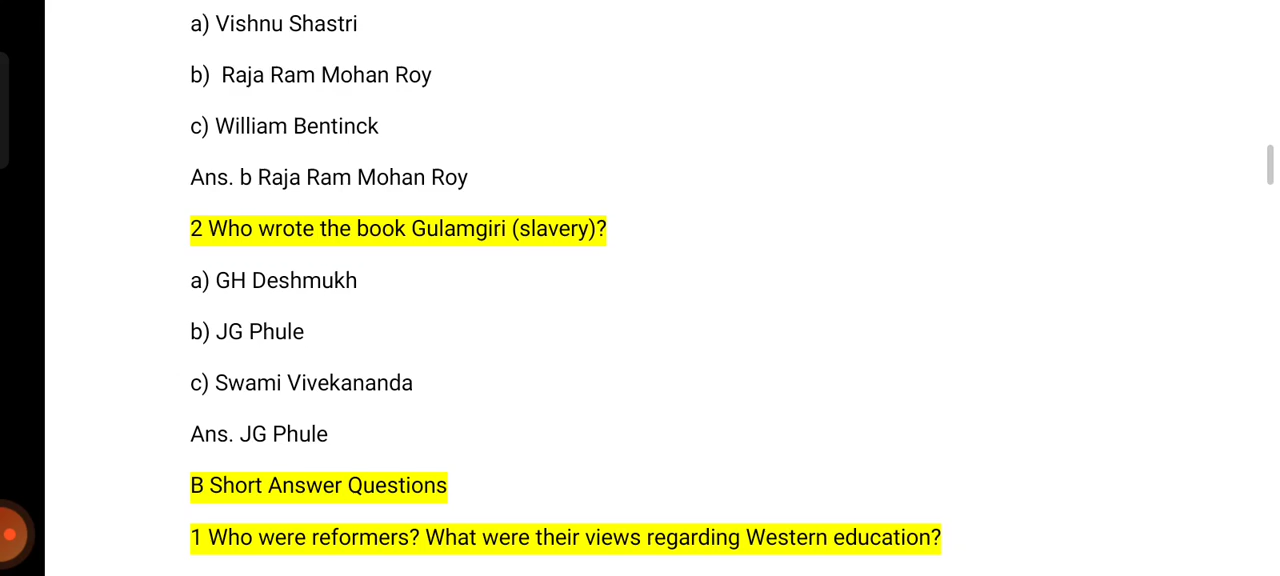 a) Vishnu Shastri
b)  Raja Ram Mohan Roy
c) William Bentinck
Ans. b Raja Ram Mohan Roy
2 Who wrote the book Gulamgiri (slavery)?
a) GH Deshmukh
b) JG Phule
c) Swami Vivekananda
Ans. JG Phule
B Short Answer Questions
1 Who were reformers? What were their views regarding Western education?